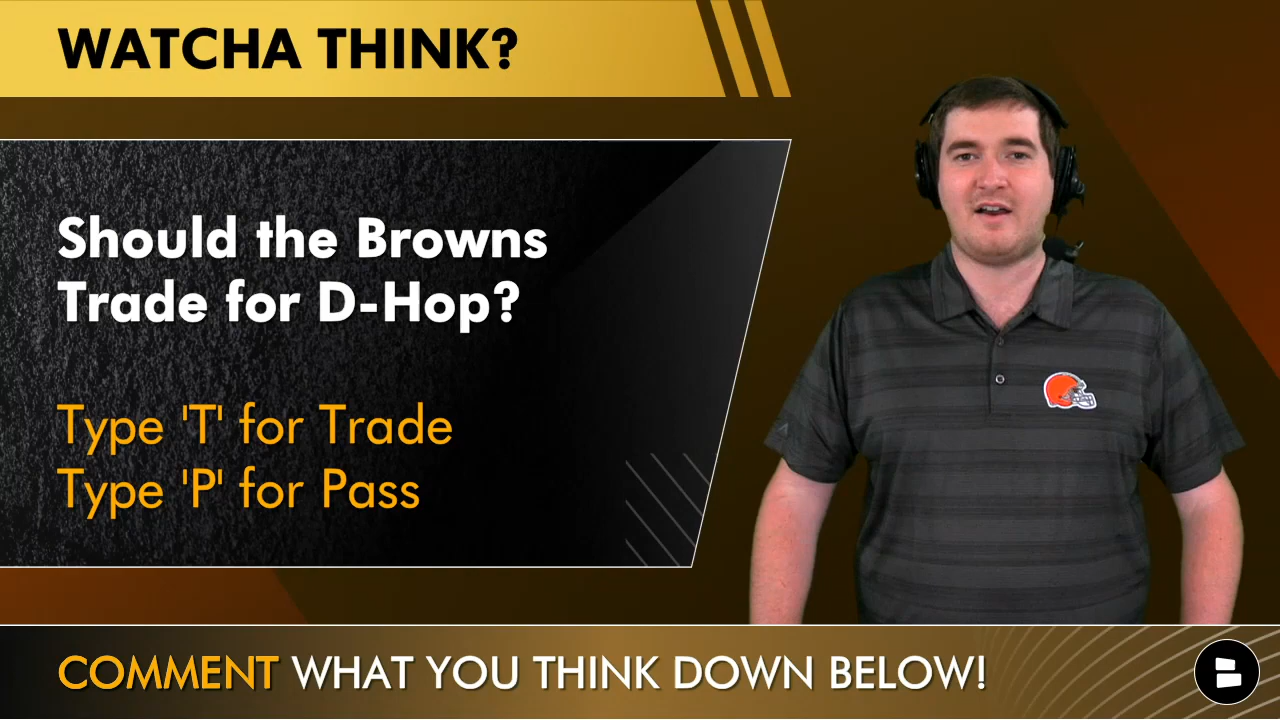 WATCHA THINK?
Should the Browns
Trade for D-Hop?
Type 'T' for Trade
Type 'P' for Pass
COMMENT WHAT YOU THINK DOWN BELOW!